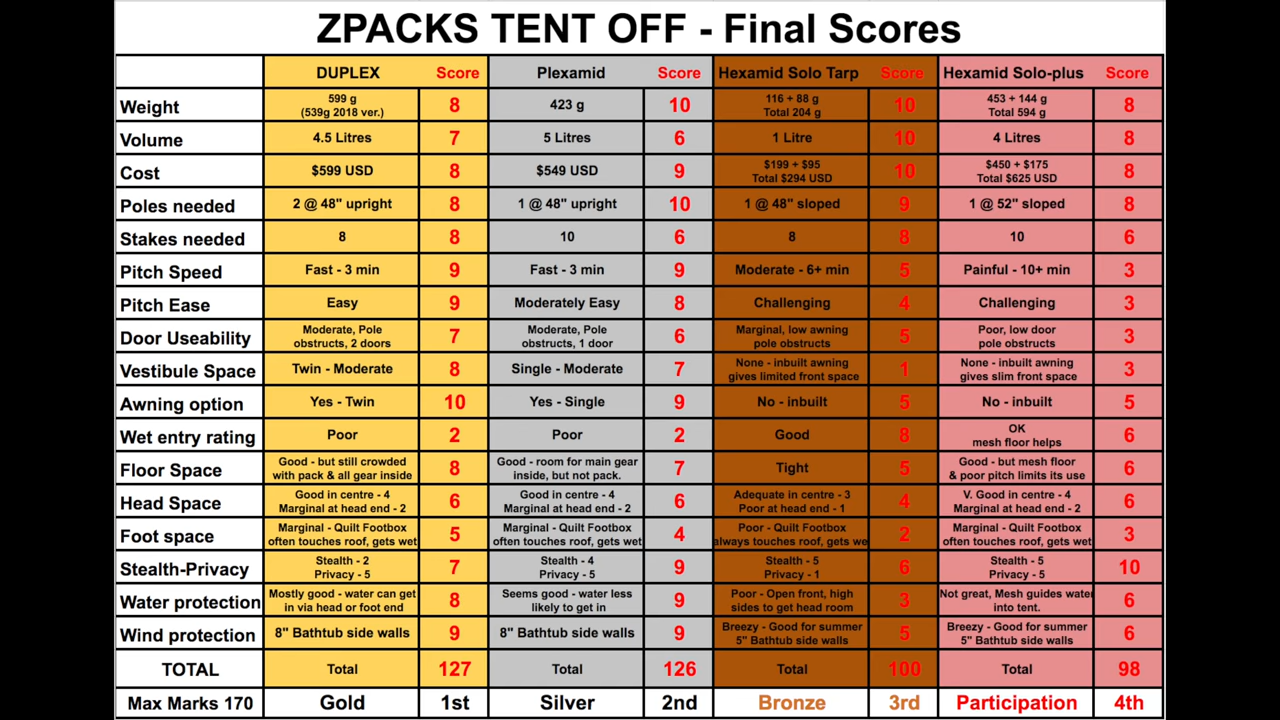 ZPACKS TENT OFF - Final Scores
DUPLEX Score Plexamid Score Hexamid Solo Tarp Score Hexamid Solo-plus Score
Weight 599 g (539g 2018 ver.) 8 423 g 10 116 + 88 g Total 204 g 10 453 + 144 g Total 594 g 8
Volume 4.5 Litres 7 5 Litres 6 1 Litre 10 4 Litres 8
Cost $599 USD 8 $549 USD 9 $199 + $95 Total $294 USD 10 $450 + $175 Total $625 USD 8
Poles needed 2 @ 48" upright 8 1 @ 48" upright 10 1 @ 48" sloped 9 1 @ 52" sloped 8
Stakes needed 8 8 10 6 8 8 10 6
Pitch Speed Fast - 3 min 9 Fast - 3 min 9 Moderate - 6+ min 5 Painful - 10+ min 3
Pitch Ease Easy 9 Moderately Easy 8 Challenging 4 Challenging 3
Door Useability Moderate, Pole obstructs, 2 doors 7 Moderate, Pole obstructs, 1 door 6 Marginal, low awning pole obstructs 5 Poor, low door pole obstructs 3
Vestibule Space Twin - Moderate 8 Single - Moderate 7 None - inbuilt awning gives limited front space 1 None - inbuilt awning gives slim front space 3
Awning option Yes - Twin 10 Yes - Single 9 No - inbuilt 5 No - inbuilt 5
Wet entry rating Poor 2 Poor 2 Good 8 OK mesh floor helps 6
Floor Space Good - but still crowded with pack & all gear inside 8 Good - room for main gear inside, but not pack. 7 Tight 5 Good - but mesh floor & poor pitch limits its use 6
Head Space Good in centre - 4 Marginal at head end - 2 6 Good in centre - 4 Marginal at head end - 2 6 Adequate in centre - 3 Poor at head end - 1 4 V. Good in centre - 4 Marginal at head end - 2 6
Foot space Marginal - Quilt Footbox often touches roof, gets wet 5 Marginal - Quilt Footbox often touches roof, gets wet 4 Poor - Quilt Footbox always touches roof, gets we 2 Marginal - Quilt Footbox often touches roof, gets wet 3
Stealth-Privacy Stealth - 2 Privacy - 5 7 Stealth - 4 Privacy - 5 9 Stealth - 5 Privacy - 1 6 Stealth - 5 Privacy - 5 10
Water protection Mostly good - water can get in via head or foot end 8 Seems good - water less likely to get in 9 Poor - Open front, high sides to get head room 3 Not great, Mesh guides water into tent. 6
Wind protection 8" Bathtub side walls 9 8" Bathtub side walls 9 Breezy - Good for summer 5" Bathtub side walls 5 Breezy - Good for summer 5" Bathtub side walls 6
TOTAL Total 127 Total 126 Total 100 Total 98
Max Marks 170 Gold 1st Silver 2nd Bronze 3rd Participation 4th